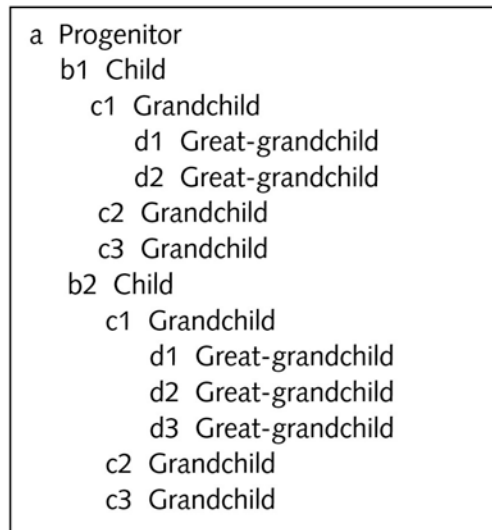 a Progenitor
b1 Child
c1 Grandchild
d1 Great-grandchild
d2 Great-grandchild
c2 Grandchild
c3 Grandchild
b2 Child
c1 Grandchild
d1 Great-grandchild
d2 Great-grandchild
d3 Great-grandchild
c2 Grandchild
c3 Grandchild